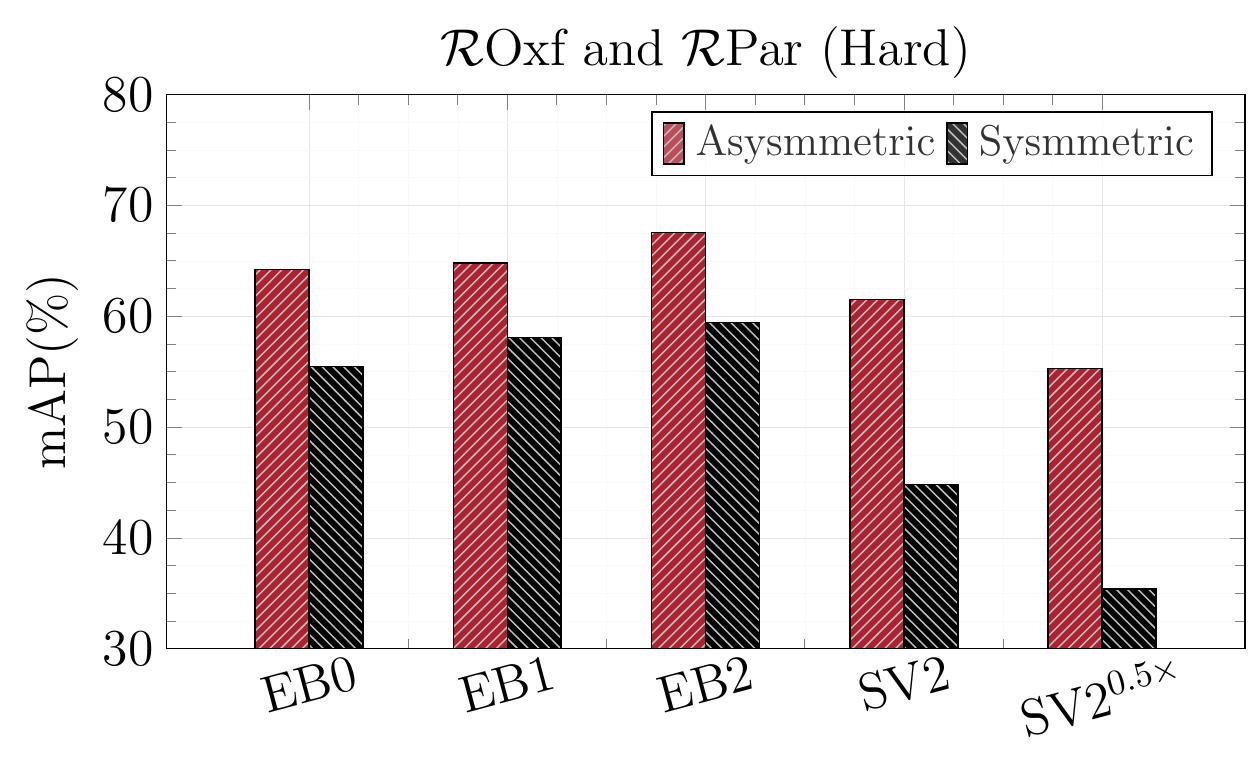 ℛOxf and ℛPar (Hard)
Asysmmetric Sysmmetric
mAP(%)
80
70
60
50
40
30
EB0 EB1 EB2 SV2 SV2^0.5×